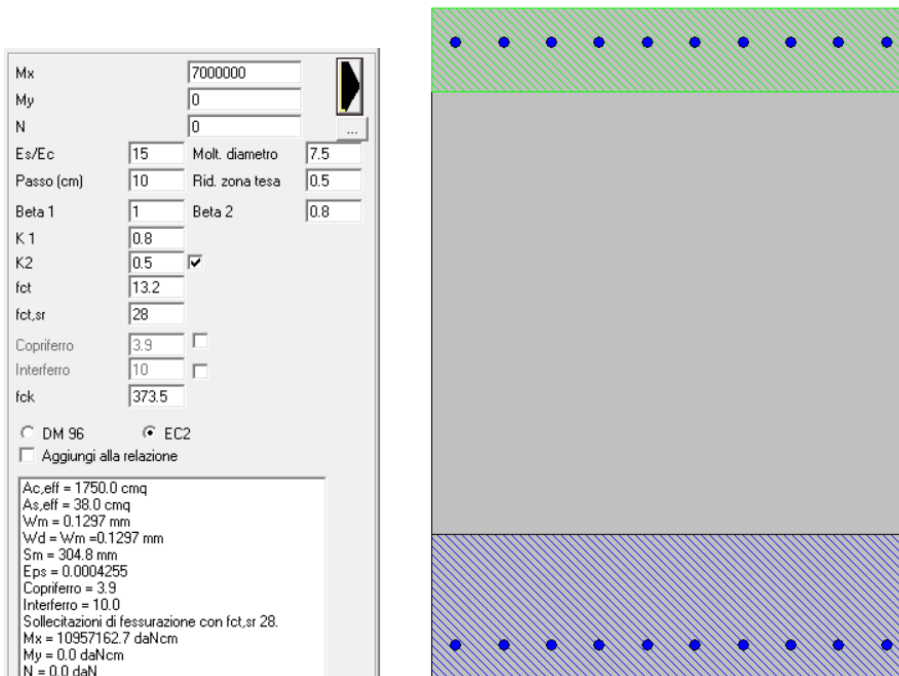 Mx 7000000
My 0
N 0
...
Es/Ec 15 Molt. diametro 7.5
Passo (cm) 10 Rid. zona tesa 0.5
Beta 1 1 Beta 2 0.8
K 1 0.8
K2 0.5
fct 13.2
fct,sr 28
Copriferro 3.9
Interferro 10
fck 373.5
DM 96 EC2
Aggiungi alla relazione
Ac,eff = 1750.0 cmq
As,eff = 38.0 cmq
Wm = 0.1297 mm
Wd = Wm =0.1297 mm
Sm = 304.8 mm
Eps = 0.0004255
Copriferro = 3.9
Interferro = 10.0
Sollecitazioni di fessurazione con fct,sr 28.
Mx = 10957162.7 daNcm
My = 0.0 daNcm
N = 0.0 daN